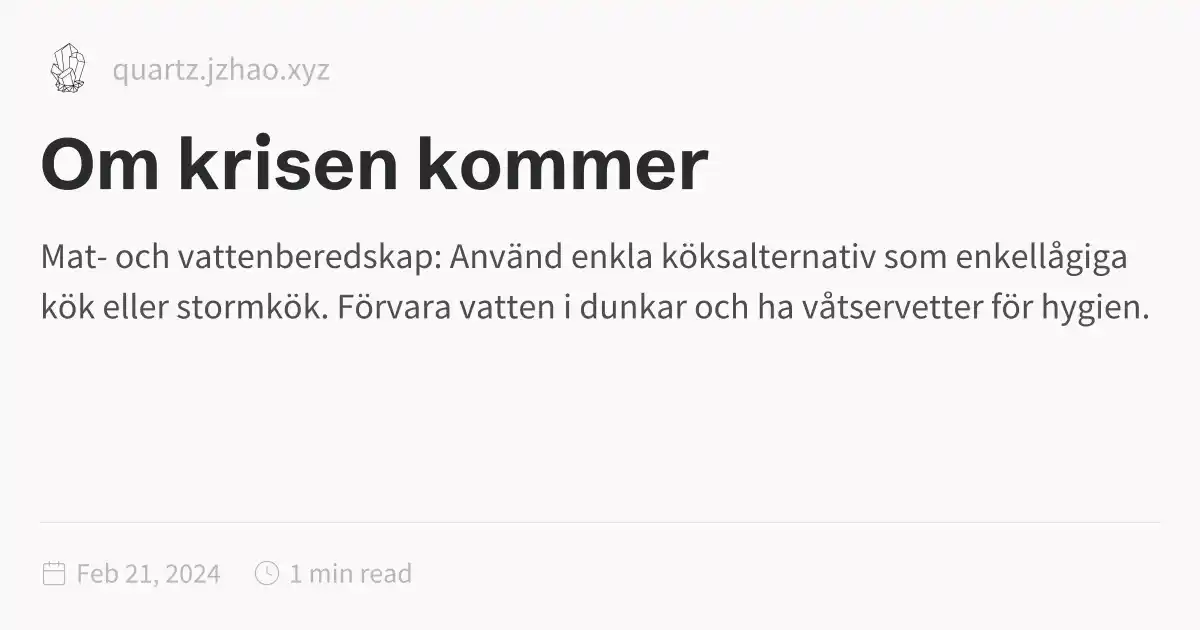 quartz.jzhao.xyz
Om krisen kommer
Mat- och vattenberedskap: Använd enkla köksalternativ som enkellågiga
kök eller stormkök. Förvara vatten i dunkar och ha våtservetter för hygien.
Feb 21, 2024 1 min read